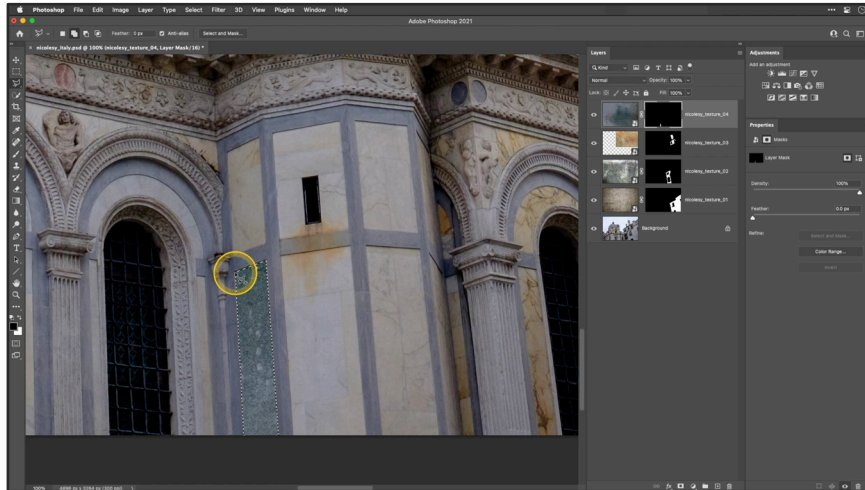 Photoshop File Edit Image Layer Type Select Filter 3D View Plugins Window Help
Adobe Photoshop 2021
Feather: 0 px Anti-alias Select and Mask...
nicolesy_italy.psd @ 100% (nicolesy_texture_04, Layer Mask/16) *
Layers
Kind
Normal Opacity: 100%
Lock: Fill: 100%
nicolesy_texture_04
nicolesy_texture_03
nicolesy_texture_02
nicolesy_texture_01
Background
Adjustments
Add an adjustment
Properties
Masks
Layer Mask
Density: 100%
Feather: 0.0 px
Refine: Select and Mask...
Color Range...
Invert
100%